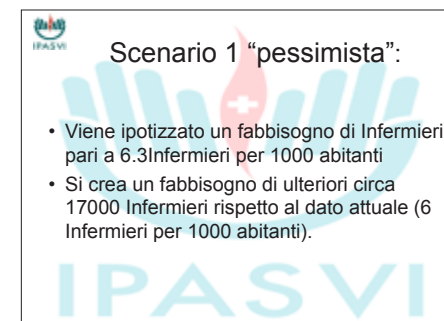 IPASVI
Scenario 1 “pessimista”:
• Viene ipotizzato un fabbisogno di Infermieri
pari a 6.3Infermieri per 1000 abitanti
• Si crea un fabbisogno di ulteriori circa
17000 Infermieri rispetto al dato attuale (6
Infermieri per 1000 abitanti).
IPASVI